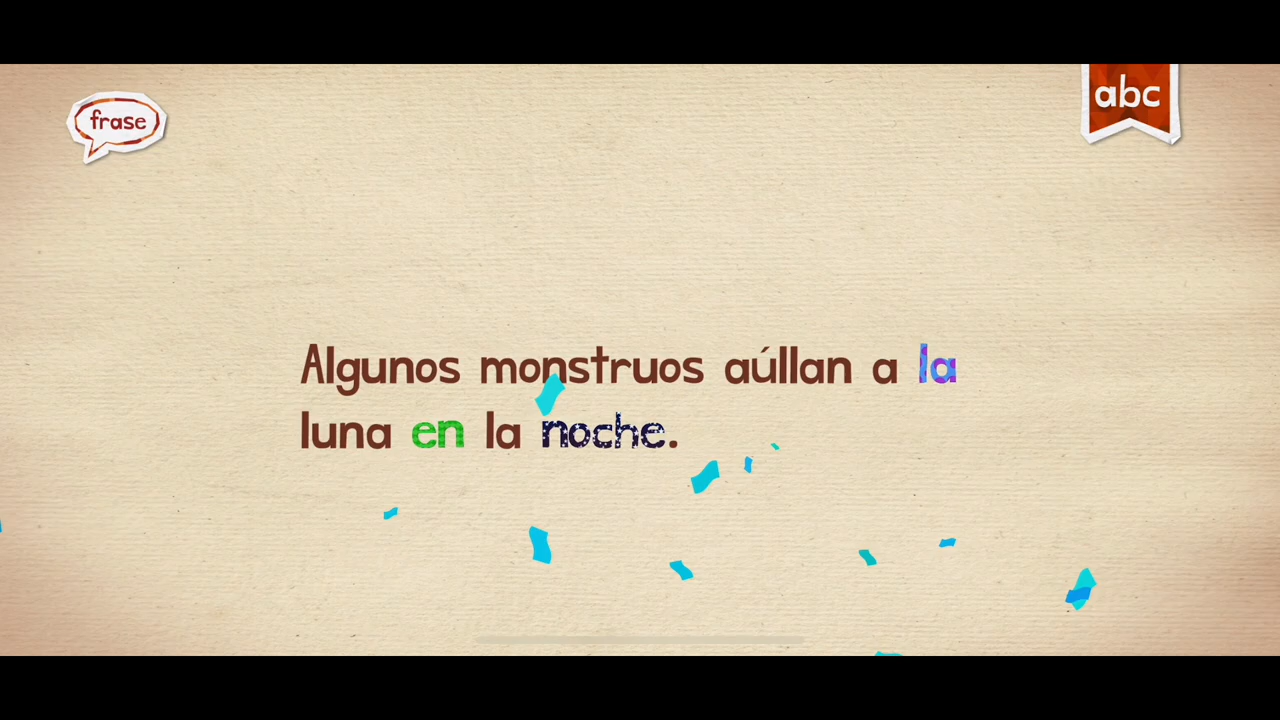 frase
abc
Algunos monstruos aúllan a la
luna en la noche.